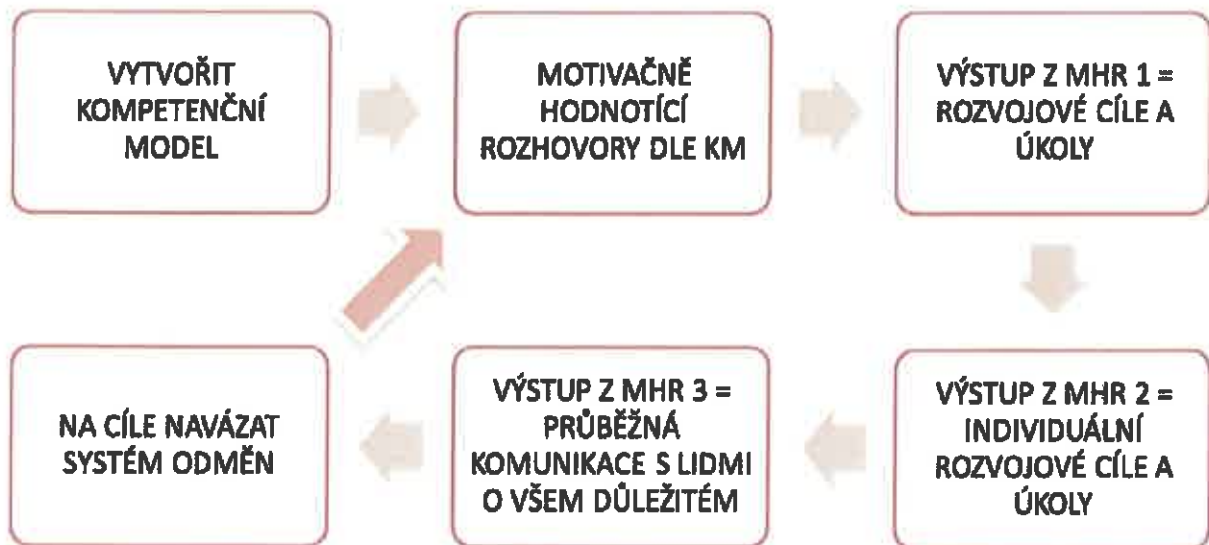 VYTVOŘIT
KOMPETENČNÍ
MODEL
MOTIVAČNĚ
HODNOTÍCÍ
ROZHOVORY DLE KM
VÝSTUP Z MHR 1 =
ROZVOJOVÉ CÍLE A
ÚKOLY
VÝSTUP Z MHR 2 =
INDIVIDUÁLNÍ
ROZVOJOVÉ CÍLE A
ÚKOLY
VÝSTUP Z MHR 3 =
PRŮBĚŽNÁ
KOMUNIKACE S LIDMI
O VŠEM DŮLEŽITÉM
NA CÍLE NAVÁZAT
SYSTÉM ODMĚN